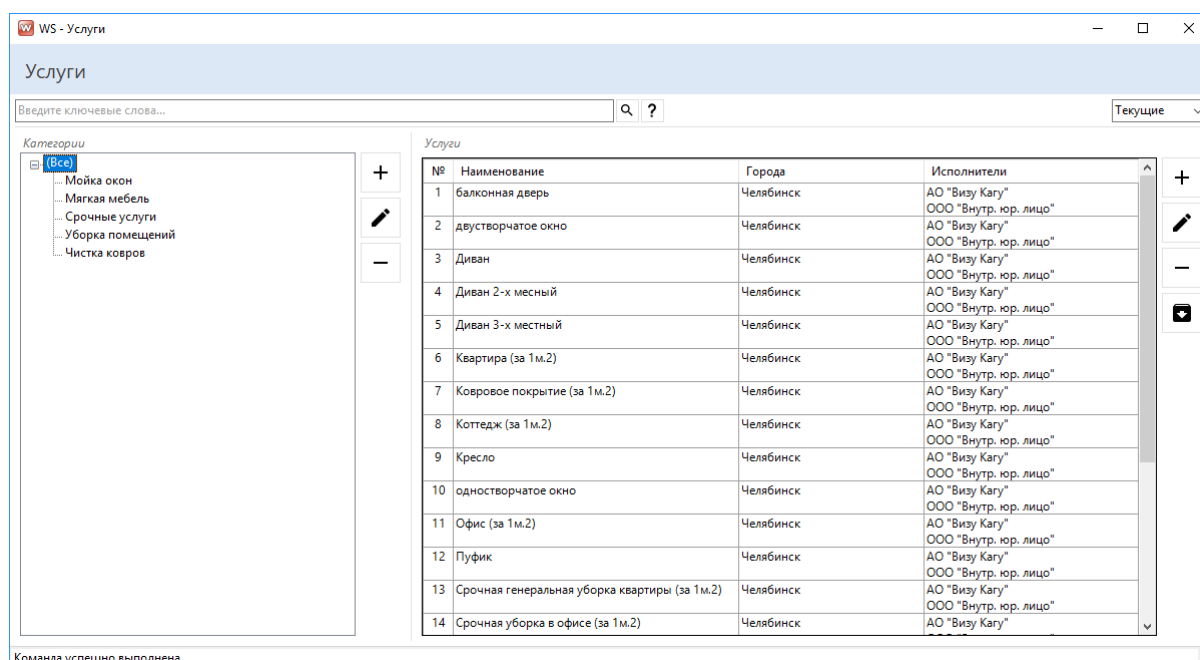 WS - Услуги
Услуги
Введите ключевые слова...
?
Текущие
Категории
(Все)
Мойка окон
Мягкая мебель
Срочные услуги
Уборка помещений
Чистка ковров
Услуги
№ Наименование Города Исполнители
1 балконная дверь Челябинск АО "Визу Кагу"
ООО "Внутр. юр. лицо"
2 двустворчатое окно Челябинск АО "Визу Кагу"
ООО "Внутр. юр. лицо"
3 Диван Челябинск АО "Визу Кагу"
ООО "Внутр. юр. лицо"
4 Диван 2-х месный Челябинск АО "Визу Кагу"
ООО "Внутр. юр. лицо"
5 Диван 3-х местный Челябинск АО "Визу Кагу"
ООО "Внутр. юр. лицо"
6 Квартира (за 1м.2) Челябинск АО "Визу Кагу"
ООО "Внутр. юр. лицо"
7 Ковровое покрытие (за 1м.2) Челябинск АО "Визу Кагу"
ООО "Внутр. юр. лицо"
8 Коттедж (за 1м.2) Челябинск АО "Визу Кагу"
ООО "Внутр. юр. лицо"
9 Кресло Челябинск АО "Визу Кагу"
ООО "Внутр. юр. лицо"
10 одностворчатое окно Челябинск АО "Визу Кагу"
ООО "Внутр. юр. лицо"
11 Офис (за 1м.2) Челябинск АО "Визу Кагу"
ООО "Внутр. юр. лицо"
12 Пуфик Челябинск АО "Визу Кагу"
ООО "Внутр. юр. лицо"
13 Срочная генеральная уборка квартиры (за 1м.2) Челябинск АО "Визу Кагу"
ООО "Внутр. юр. лицо"
14 Срочная уборка в офисе (за 1м.2) Челябинск АО "Визу Кагу"
Команда успешно выполнена